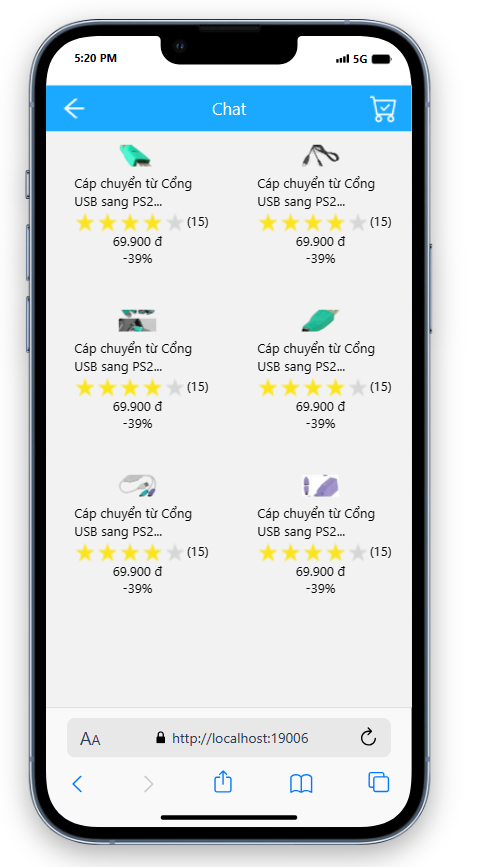 5:20 PM 5G
Chat
Cáp chuyển từ Cổng Cáp chuyển từ Cổng
USB sang PS2... USB sang PS2...
(15) (15)
69.900 đ 69.900 đ
-39% -39%
Cáp chuyển từ Cổng Cáp chuyển từ Cổng
USB sang PS2... USB sang PS2...
(15) (15)
69.900 đ 69.900 đ
-39% -39%
Cáp chuyển từ Cổng Cáp chuyển từ Cổng
USB sang PS2... USB sang PS2...
(15) (15)
69.900 đ 69.900 đ
-39% -39%
AA http://localhost:19006